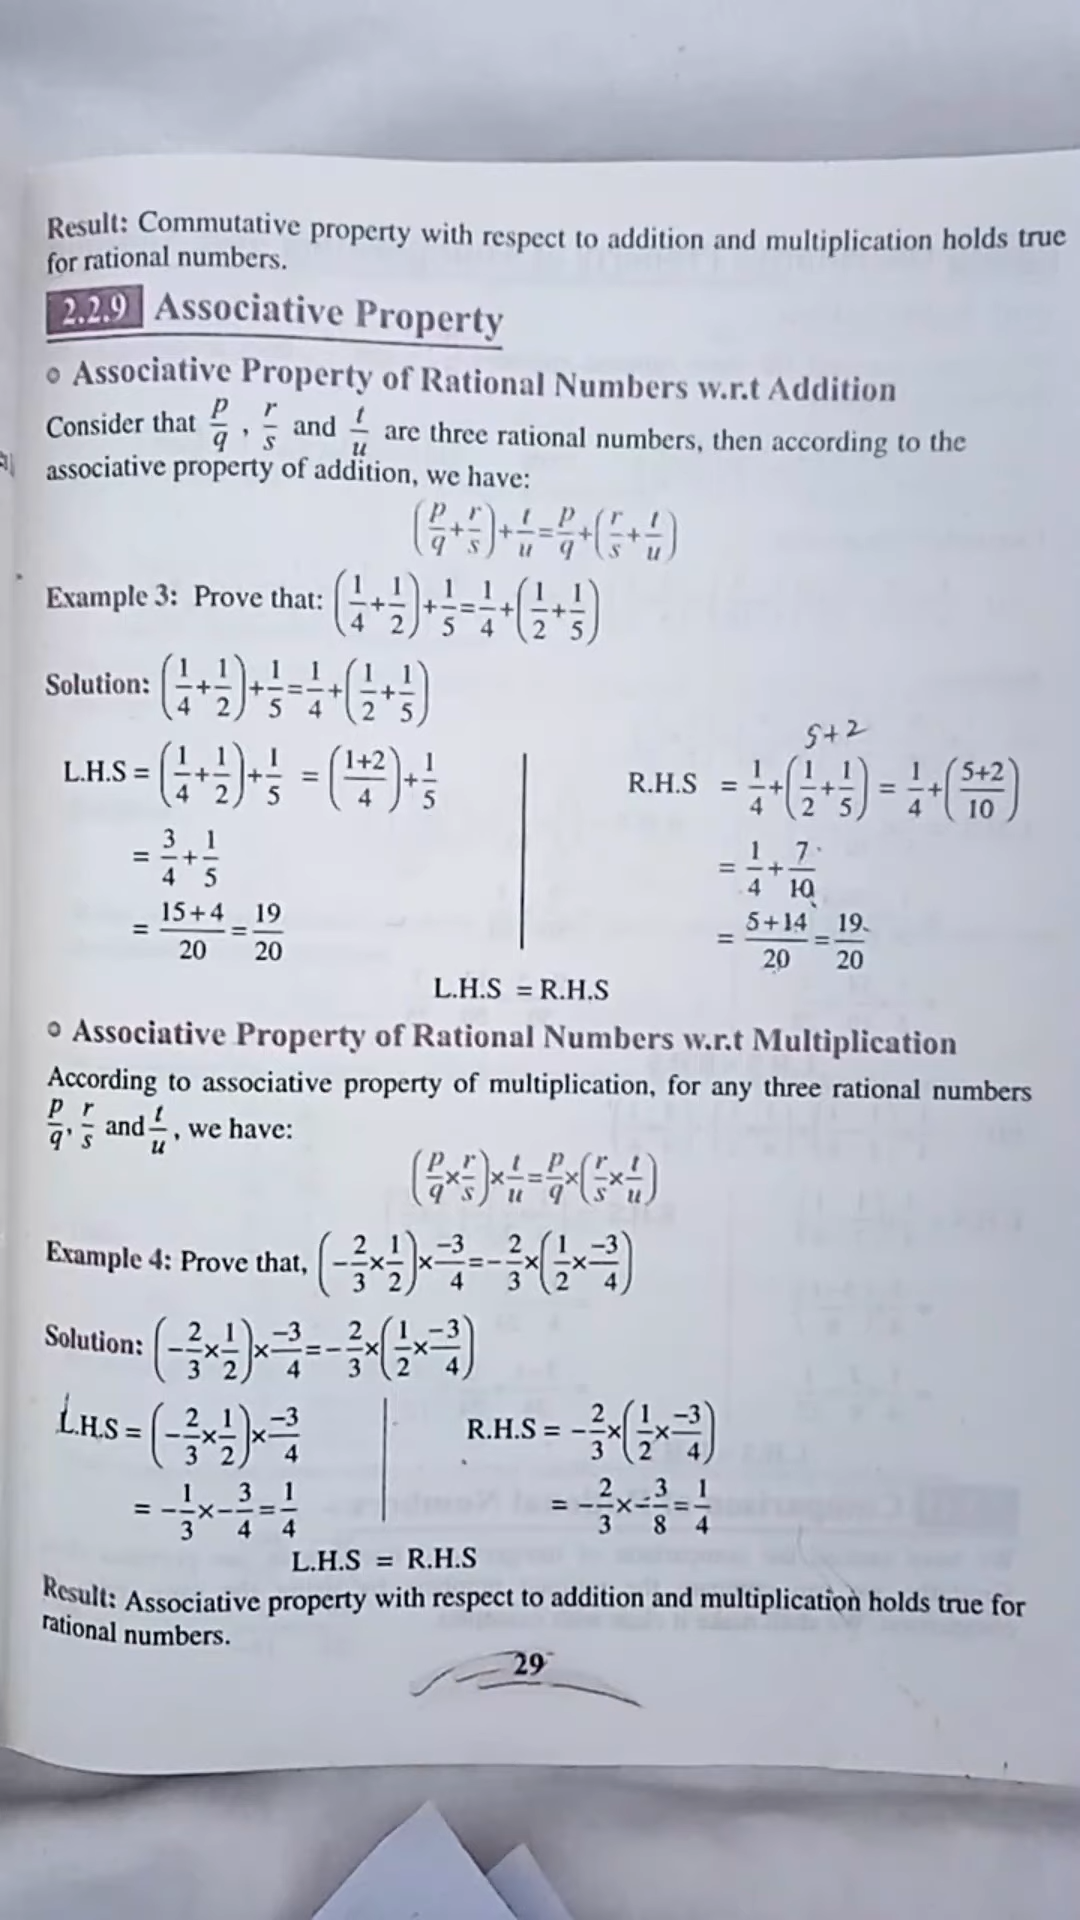 Result: Commutative property with respect to addition and multiplication holds true
for rational numbers.
2.2.9 Associative Property
Associative Property of Rational Numbers w.r.t Addition
Consider that p/q , r/s and t/u are three rational numbers, then according to the
associative property of addition, we have:
(p/q+r/s)+t/u=p/q+(r/s+t/u)
Example 3: Prove that: (1/4+1/2)+1/5=1/4+(1/2+1/5)
Solution: (1/4+1/2)+1/5=1/4+(1/2+1/5)
L.H.S = (1/4+1/2)+1/5 = ((1+2)/4)+1/5
= 3/4+1/5
= (15+4)/20=19/20
5+2
R.H.S = 1/4+(1/2+1/5) = 1/4+((5+2)/10)
= 1/4+7/10
= (5+14)/20=19/20
L.H.S = R.H.S
Associative Property of Rational Numbers w.r.t Multiplication
According to associative property of multiplication, for any three rational numbers
p/q, r/s and t/u, we have:
(p/q×r/s)×t/u=p/q×(r/s×t/u)
Example 4: Prove that, (-2/3×1/2)×-3/4=-2/3×(1/2×-3/4)
Solution: (-2/3×1/2)×-3/4=-2/3×(1/2×-3/4)
L.H.S = (-2/3×1/2)×-3/4
= -1/3×-3/4=1/4
R.H.S = -2/3×(1/2×-3/4)
= -2/3×-3/8=1/4
L.H.S = R.H.S
Result: Associative property with respect to addition and multiplication holds true for
rational numbers.
29